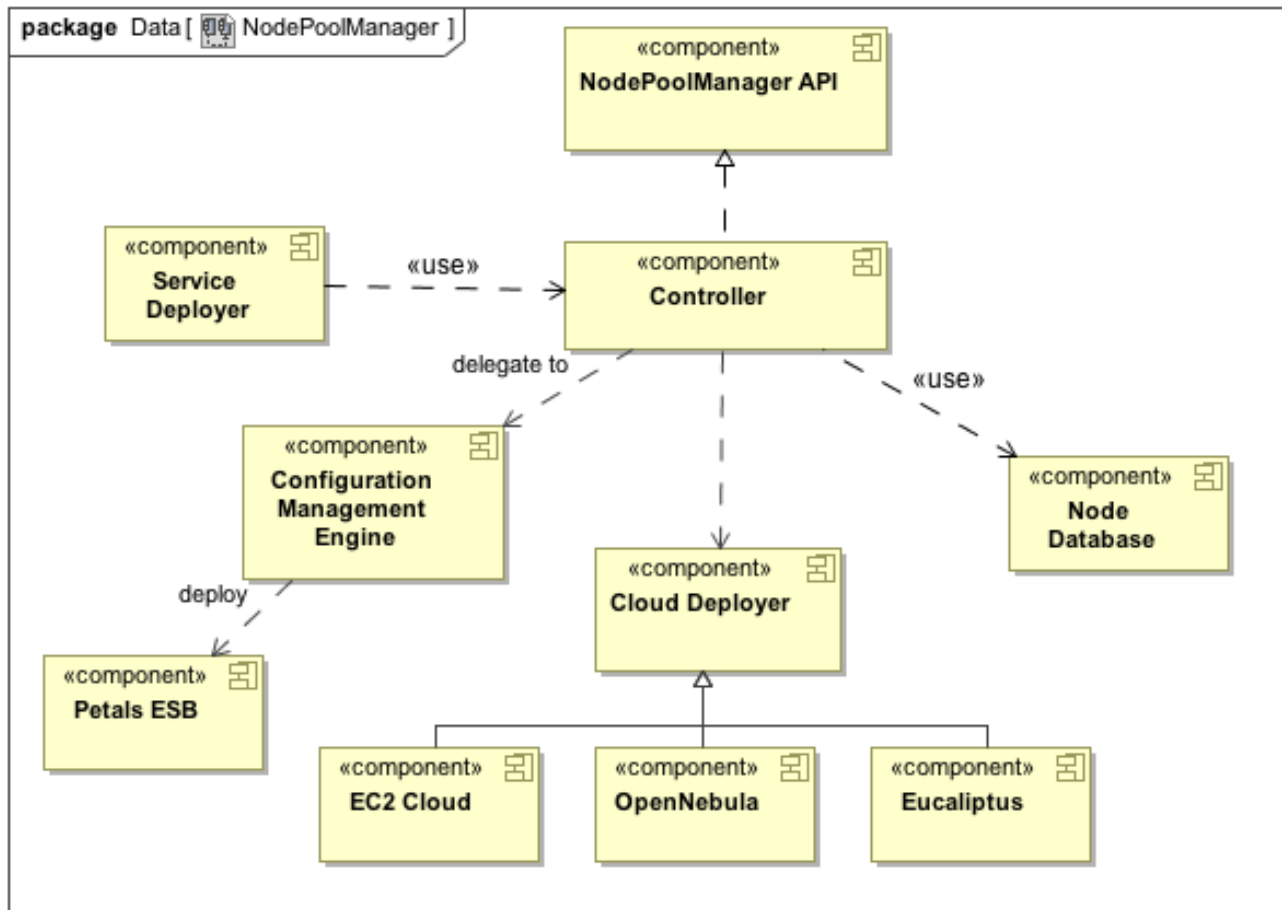 package Data [ NodePoolManager ]
«component»
NodePoolManager API
«component»
Service
Deployer
«use»
«component»
Controller
delegate to
«use»
«component»
Configuration
Management
Engine
«component»
Node
Database
«component»
Cloud Deployer
deploy
«component»
Petals ESB
«component»
EC2 Cloud
«component»
OpenNebula
«component»
Eucaliptus